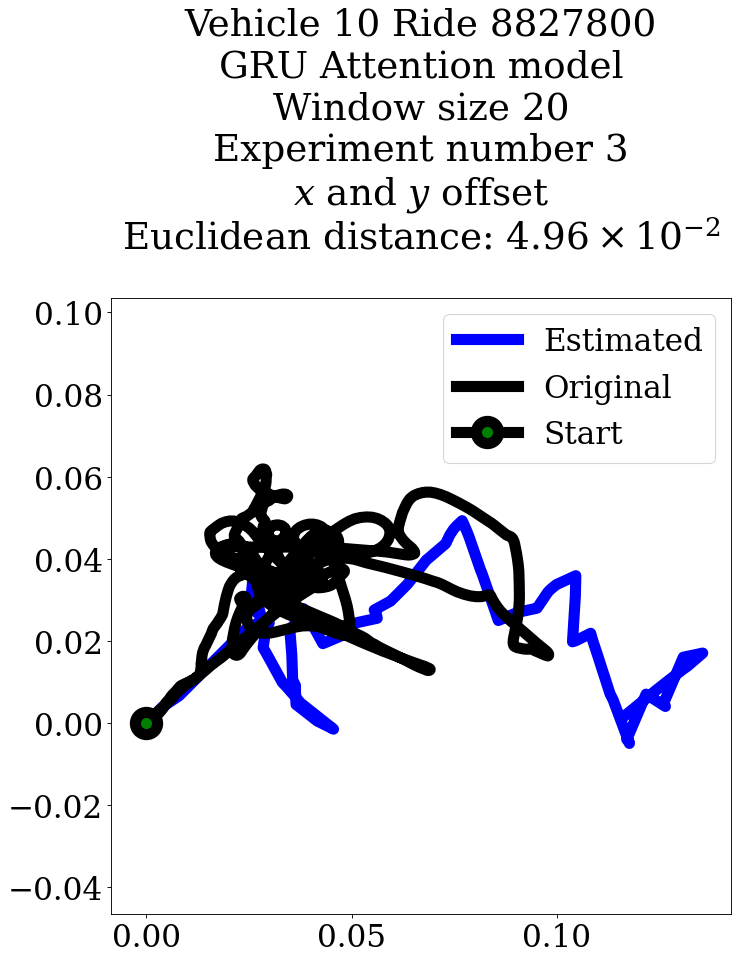 Vehicle 10 Ride 8827800
GRU Attention model
Window size 20
Experiment number 3
x and y offset
Euclidean distance: 4.96 × 10⁻²
0.10
0.08
0.06
0.04
0.02
0.00
−0.02
−0.04
Estimated
Original
Start
0.00 0.05 0.10